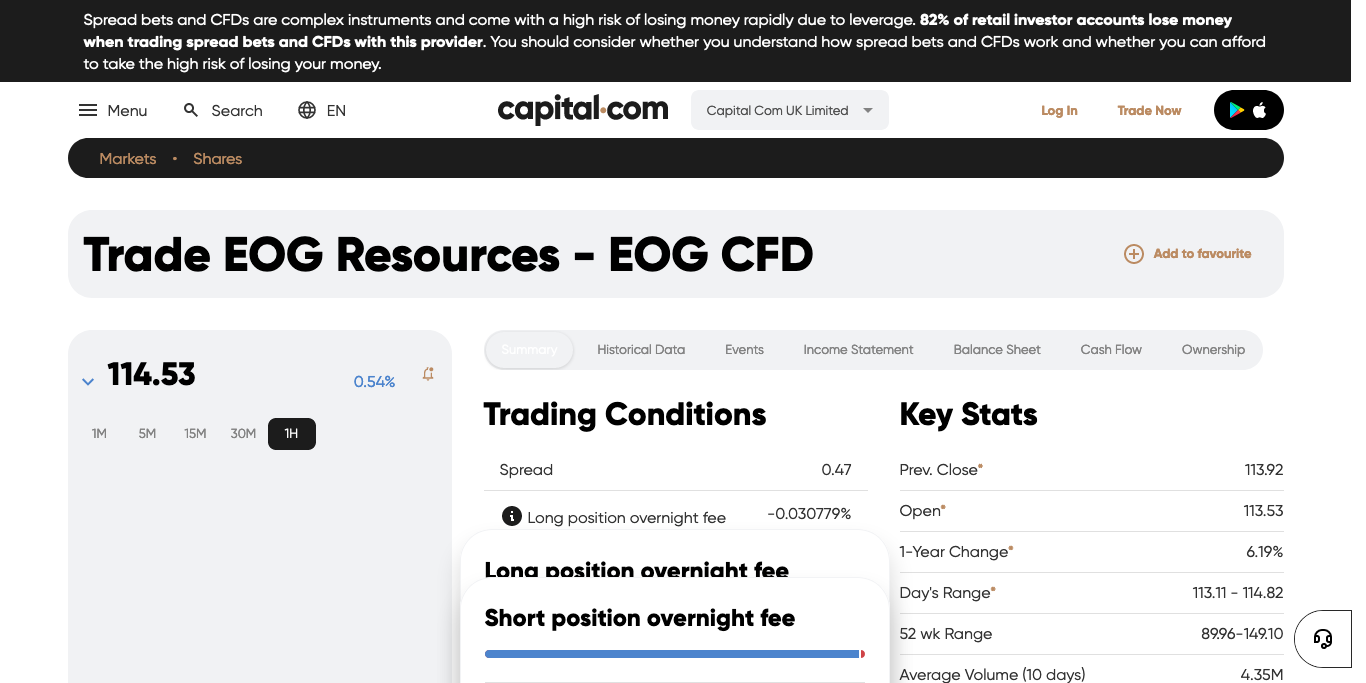 Spread bets and CFDs are complex instruments and come with a high risk of losing money rapidly due to leverage. 82% of retail investor accounts lose money
when trading spread bets and CFDs with this provider. You should consider whether you understand how spread bets and CFDs work and whether you can afford
to take the high risk of losing your money.
Menu Search EN capital.com Capital Com UK Limited Log In Trade Now
Markets • Shares
Trade EOG Resources - EOG CFD Add to favourite
114.53 0.54%
1M 5M 15M 30M 1H
Summary Historical Data Events Income Statement Balance Sheet Cash Flow Ownership
Trading Conditions
Spread 0.47
Long position overnight fee -0.030779%
Long position overnight fee
Short position overnight fee
Key Stats
Prev. Close* 113.92
Open* 113.53
1-Year Change* 6.19%
Day's Range* 113.11 - 114.82
52 wk Range 89.96-149.10
Average Volume (10 days) 4.35M